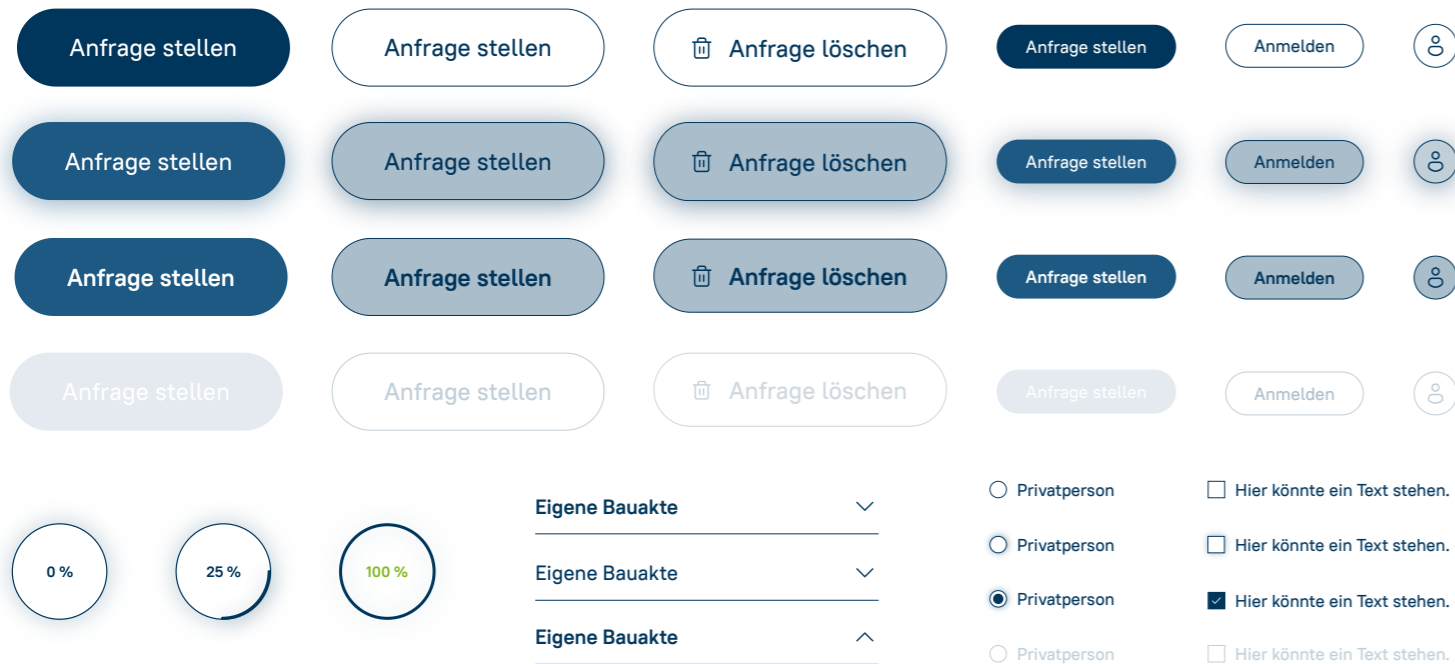 Anfrage stellen
Anfrage stellen
Anfrage löschen
Anfrage stellen
Anmelden
Anfrage stellen
Anfrage stellen
Anfrage löschen
Anfrage stellen
Anmelden
Anfrage stellen
Anfrage stellen
Anfrage löschen
Anfrage stellen
Anmelden
Anfrage stellen
Anfrage stellen
Anfrage löschen
Anfrage stellen
Anmelden
0 %
25 %
100 %
Eigene Bauakte
Eigene Bauakte
Eigene Bauakte
Privatperson
Hier könnte ein Text stehen.
Privatperson
Hier könnte ein Text stehen.
Privatperson
Hier könnte ein Text stehen.
Privatperson
Hier könnte ein Text stehen.